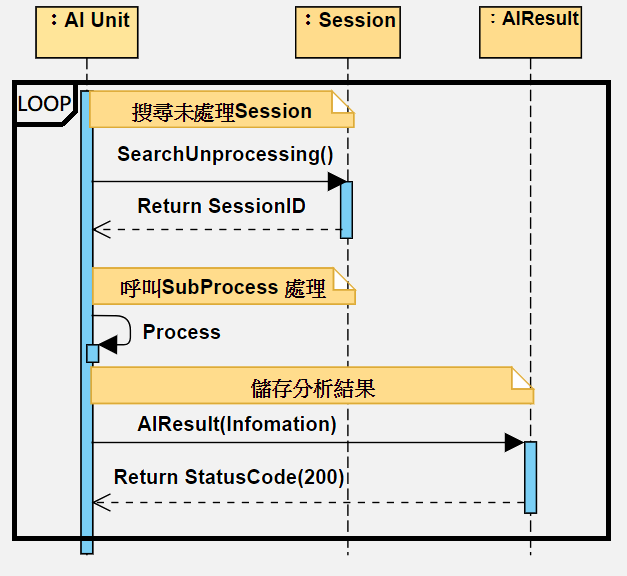 : AI Unit
: Session
: AIResult
LOOP
搜尋未處理Session
SearchUnprocessing()
Return SessionID
呼叫SubProcess 處理
Process
儲存分析結果
AIResult(Infomation)
Return StatusCode(200)